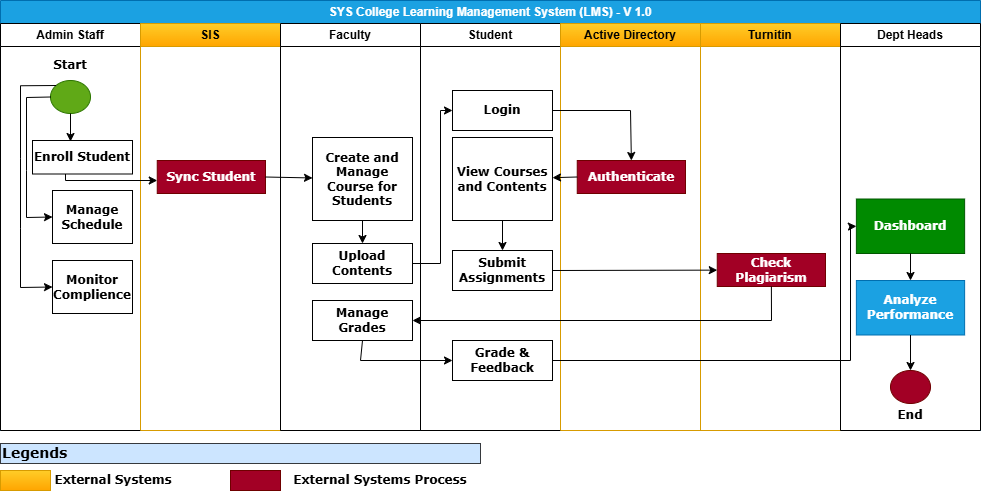 SYS College Learning Management System (LMS) - V 1.0
Admin Staff
SIS
Faculty
Student
Active Directory
Turnitin
Dept Heads
Start
Enroll Student
Manage
Schedule
Monitor
Complience
Sync Student
Create and
Manage
Course for
Students
Upload
Contents
Manage
Grades
Login
View Courses
and Contents
Submit
Assignments
Grade &
Feedback
Authenticate
Check
Plagiarism
Dashboard
Analyze
Performance
End
Legends
External Systems
External Systems Process